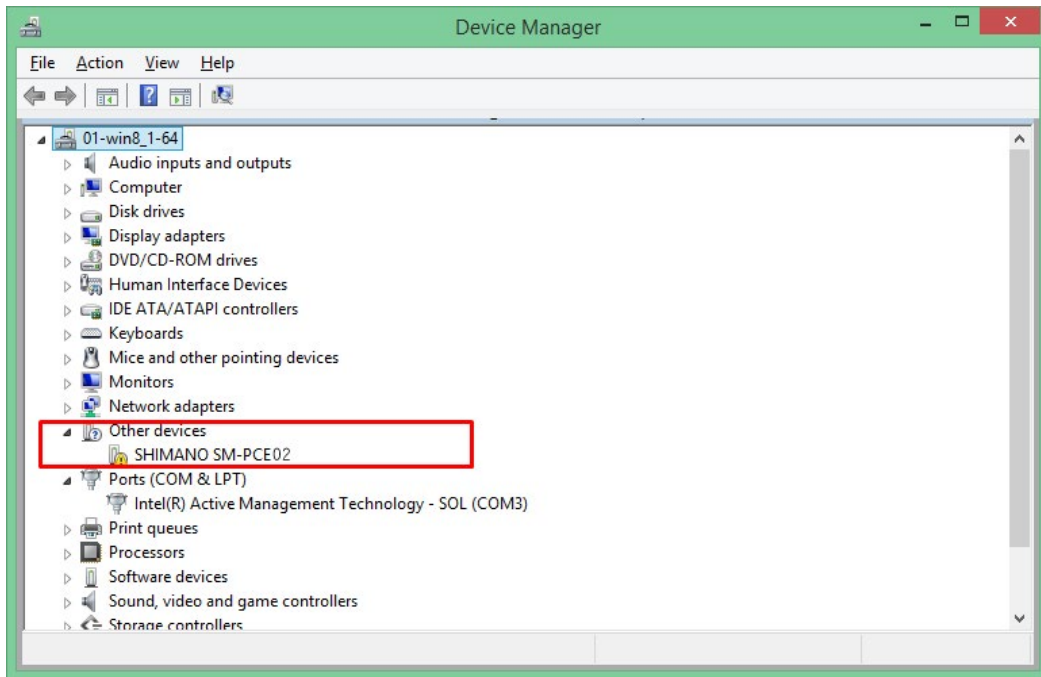 Device Manager
File Action View Help
01-win8_1-64
Audio inputs and outputs
Computer
Disk drives
Display adapters
DVD/CD-ROM drives
Human Interface Devices
IDE ATA/ATAPI controllers
Keyboards
Mice and other pointing devices
Monitors
Network adapters
Other devices
SHIMANO SM-PCE02
Ports (COM & LPT)
Intel(R) Active Management Technology - SOL (COM3)
Print queues
Processors
Software devices
Sound, video and game controllers
Storage controllers